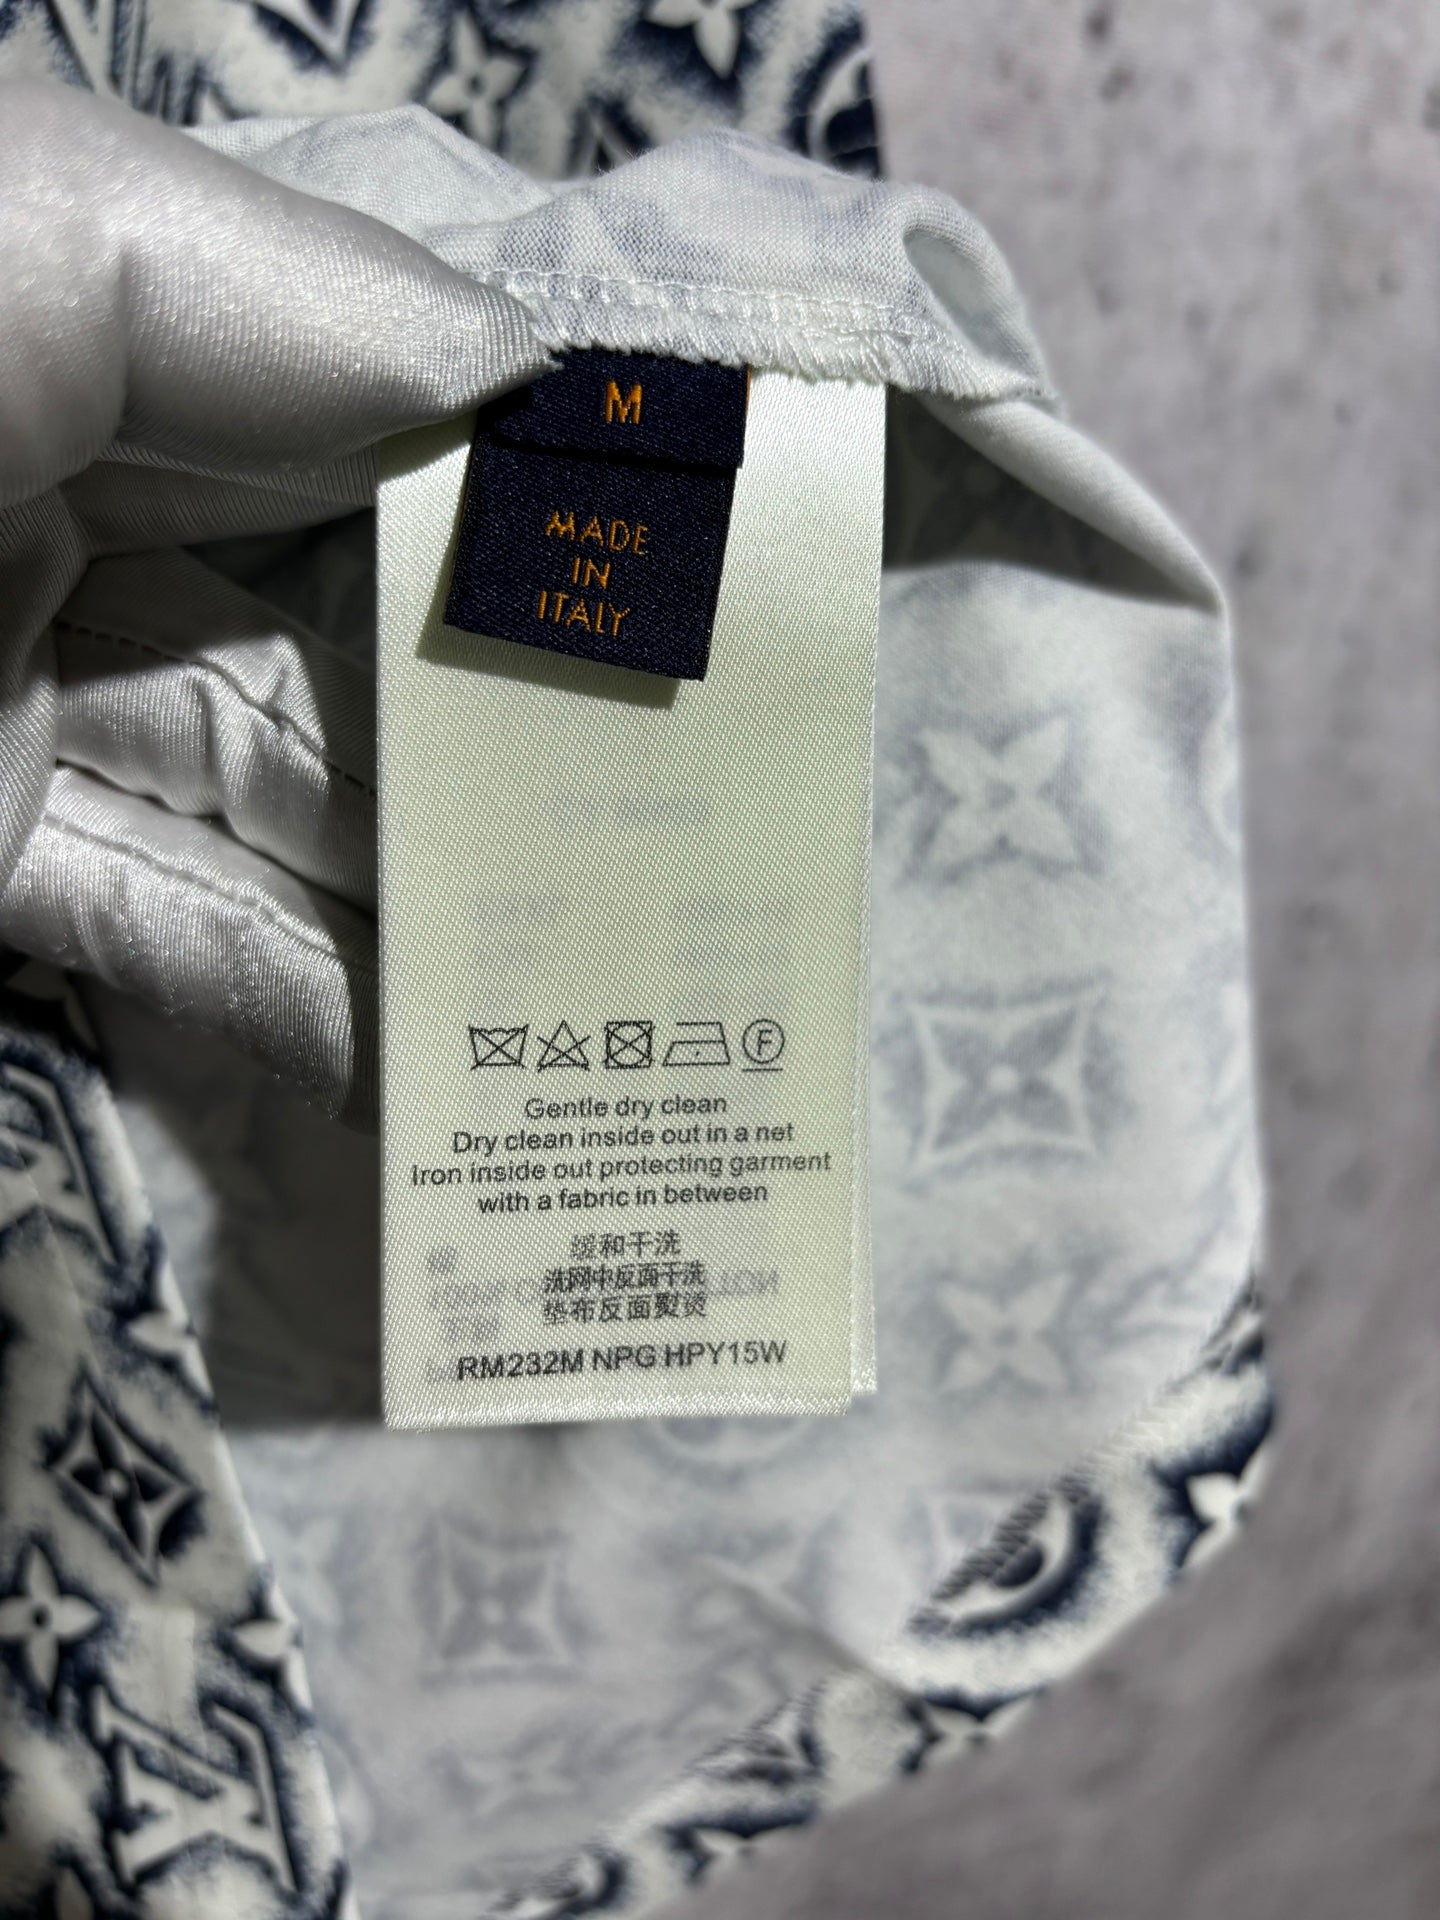 M
MADE
IN
ITALY
F
Gentle dry clean
Dry clean inside out in a net
Iron inside out protecting garment
with a fabric in between
缓和干洗
洗网中反面干洗
垫布反面熨烫
RM232M NPG HPY15W
LV
LV